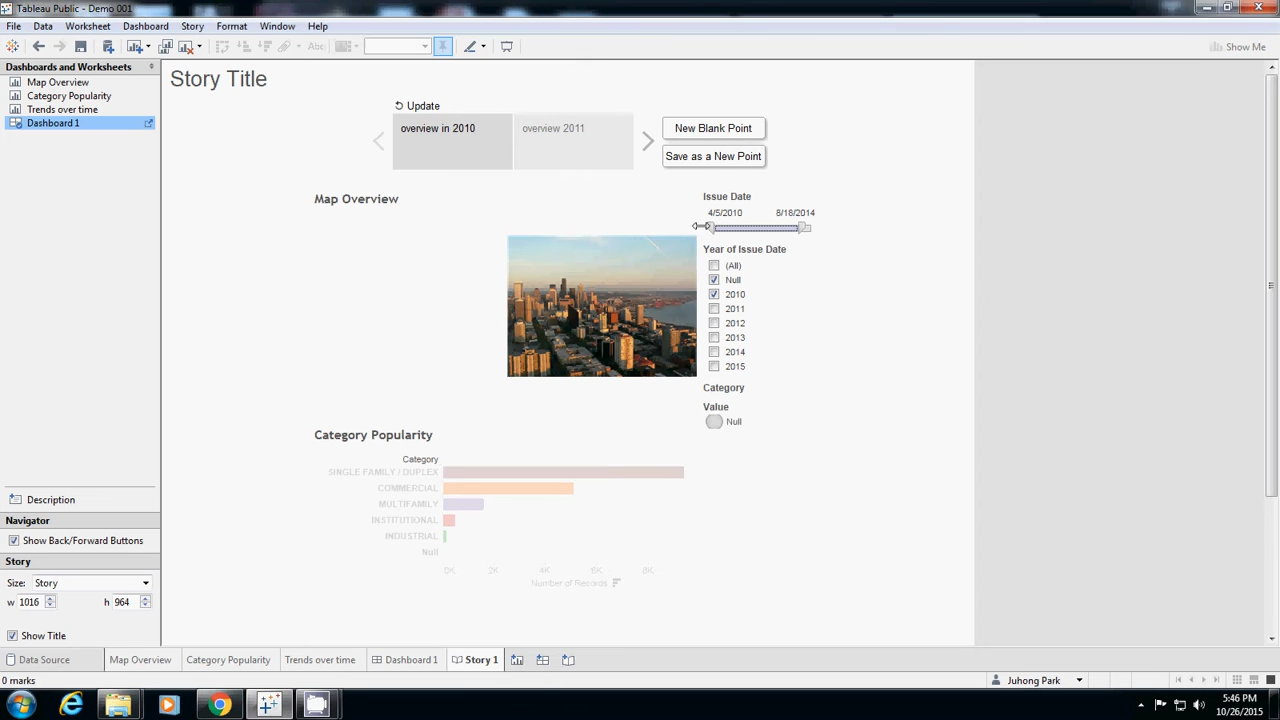 Tableau Public - Demo 001
File Data Worksheet Dashboard Story Format Window Help
Abc
Show Me
Dashboards and Worksheets
Map Overview
Category Popularity
Trends over time
Dashboard 1
Story Title
Update
overview in 2010
overview 2011
New Blank Point
Save as a New Point
Map Overview
Issue Date
4/5/2010 8/18/2014
Year of Issue Date
(All)
Null
2010
2011
2012
2013
2014
2015
Category
Value
Null
Category Popularity
Category
SINGLE FAMILY / DUPLEX
COMMERCIAL
MULTIFAMILY
INSTITUTIONAL
INDUSTRIAL
Null
0K 2K 4K 6K 8K
Number of Records
Description
Navigator
Show Back/Forward Buttons
Story
Size: Story
w 1016 h 964
Show Title
Data Source Map Overview Category Popularity Trends over time Dashboard 1 Story 1
0 marks
Juhong Park
5:46 PM
10/26/2015